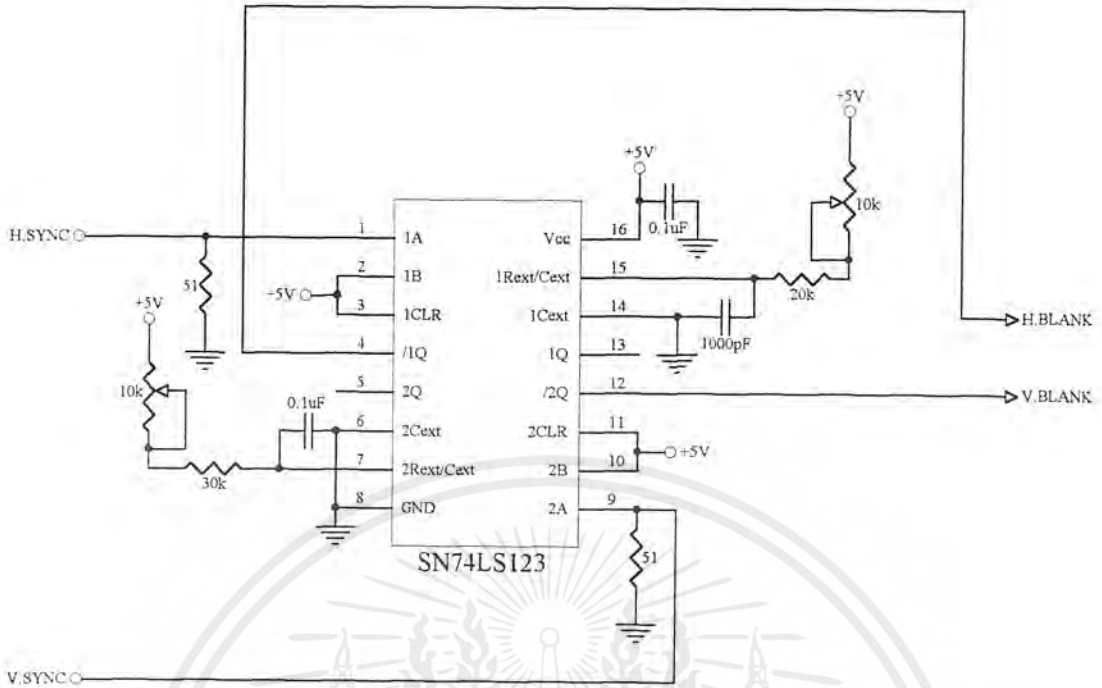 +5V
+5V
10k
0.1uF
H.SYNC
1
1A
Vcc
16
51
2
1B
1Rext/Cext
15
20k
+5V
3
1CLR
1Cext
14
1000pF
H.BLANK
+5V
4
/1Q
1Q
13
10k
5
2Q
/2Q
12
V.BLANK
0.1uF
6
2Cext
2CLR
11
+5V
30k
7
2Rext/Cext
2B
10
8
GND
2A
9
51
SN74LS123
V.SYNC